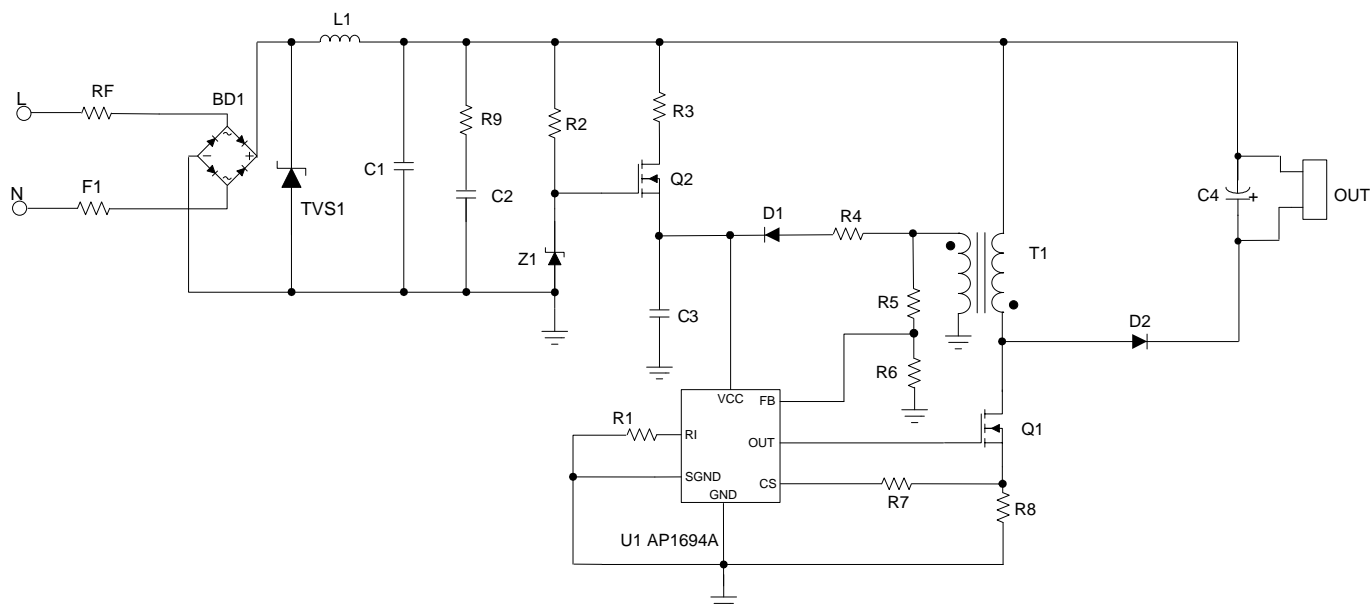 L1
L
RF
BD1
R9
R2
R3
~
-
+
~
C1
Q2
N
F1
TVS1
C2
C4
+
OUT
D1
R4
Z1
T1
R5
C3
D2
R6
VCC
FB
R1
RI
OUT
Q1
SGND
CS
GND
R7
R8
U1 AP1694A